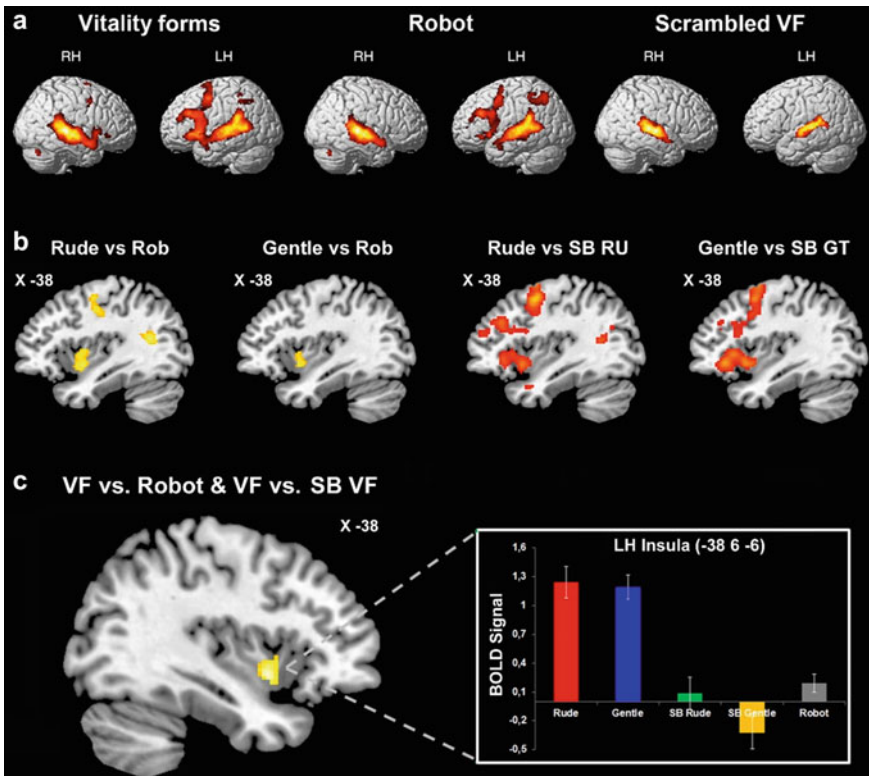 a
Vitality forms Robot Scrambled VF
RH LH RH LH RH LH
b
Rude vs Rob Gentle vs Rob Rude vs SB RU Gentle vs SB GT
X -38 X -38 X -38 X -38
c
VF vs. Robot & VF vs. SB VF
X -38
LH Insula (-38 6 -6)
BOLD Signal
1,6
1,3
1
0,7
0,4
0,1
-0,2
-0,5
Rude Gentle SB Rude SB Gentle Robot